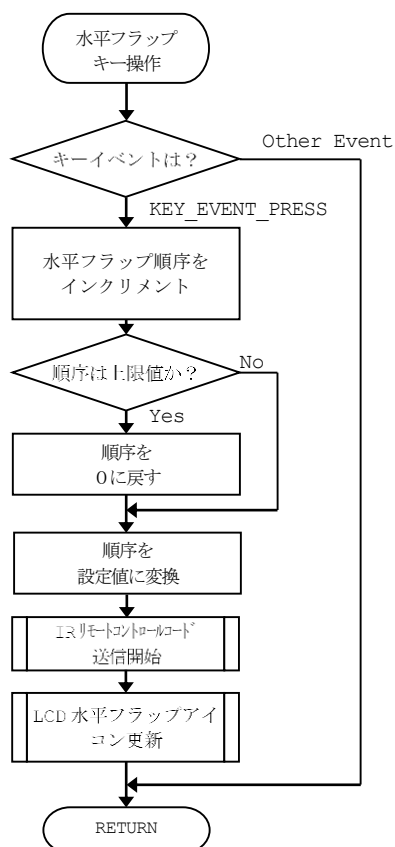 水平フラップ
キー操作
キーイベントは？
Other Event
KEY_EVENT_PRESS
水平フラップ順序を
インクリメント
順序は上限値か？
No
Yes
順序を
0に戻す
順序を
設定値に変換
IRﾘﾓｰﾄｺﾝﾄﾛｰﾙｺｰﾄﾞ
送信開始
LCD 水平フラップアイ
コン更新
RETURN